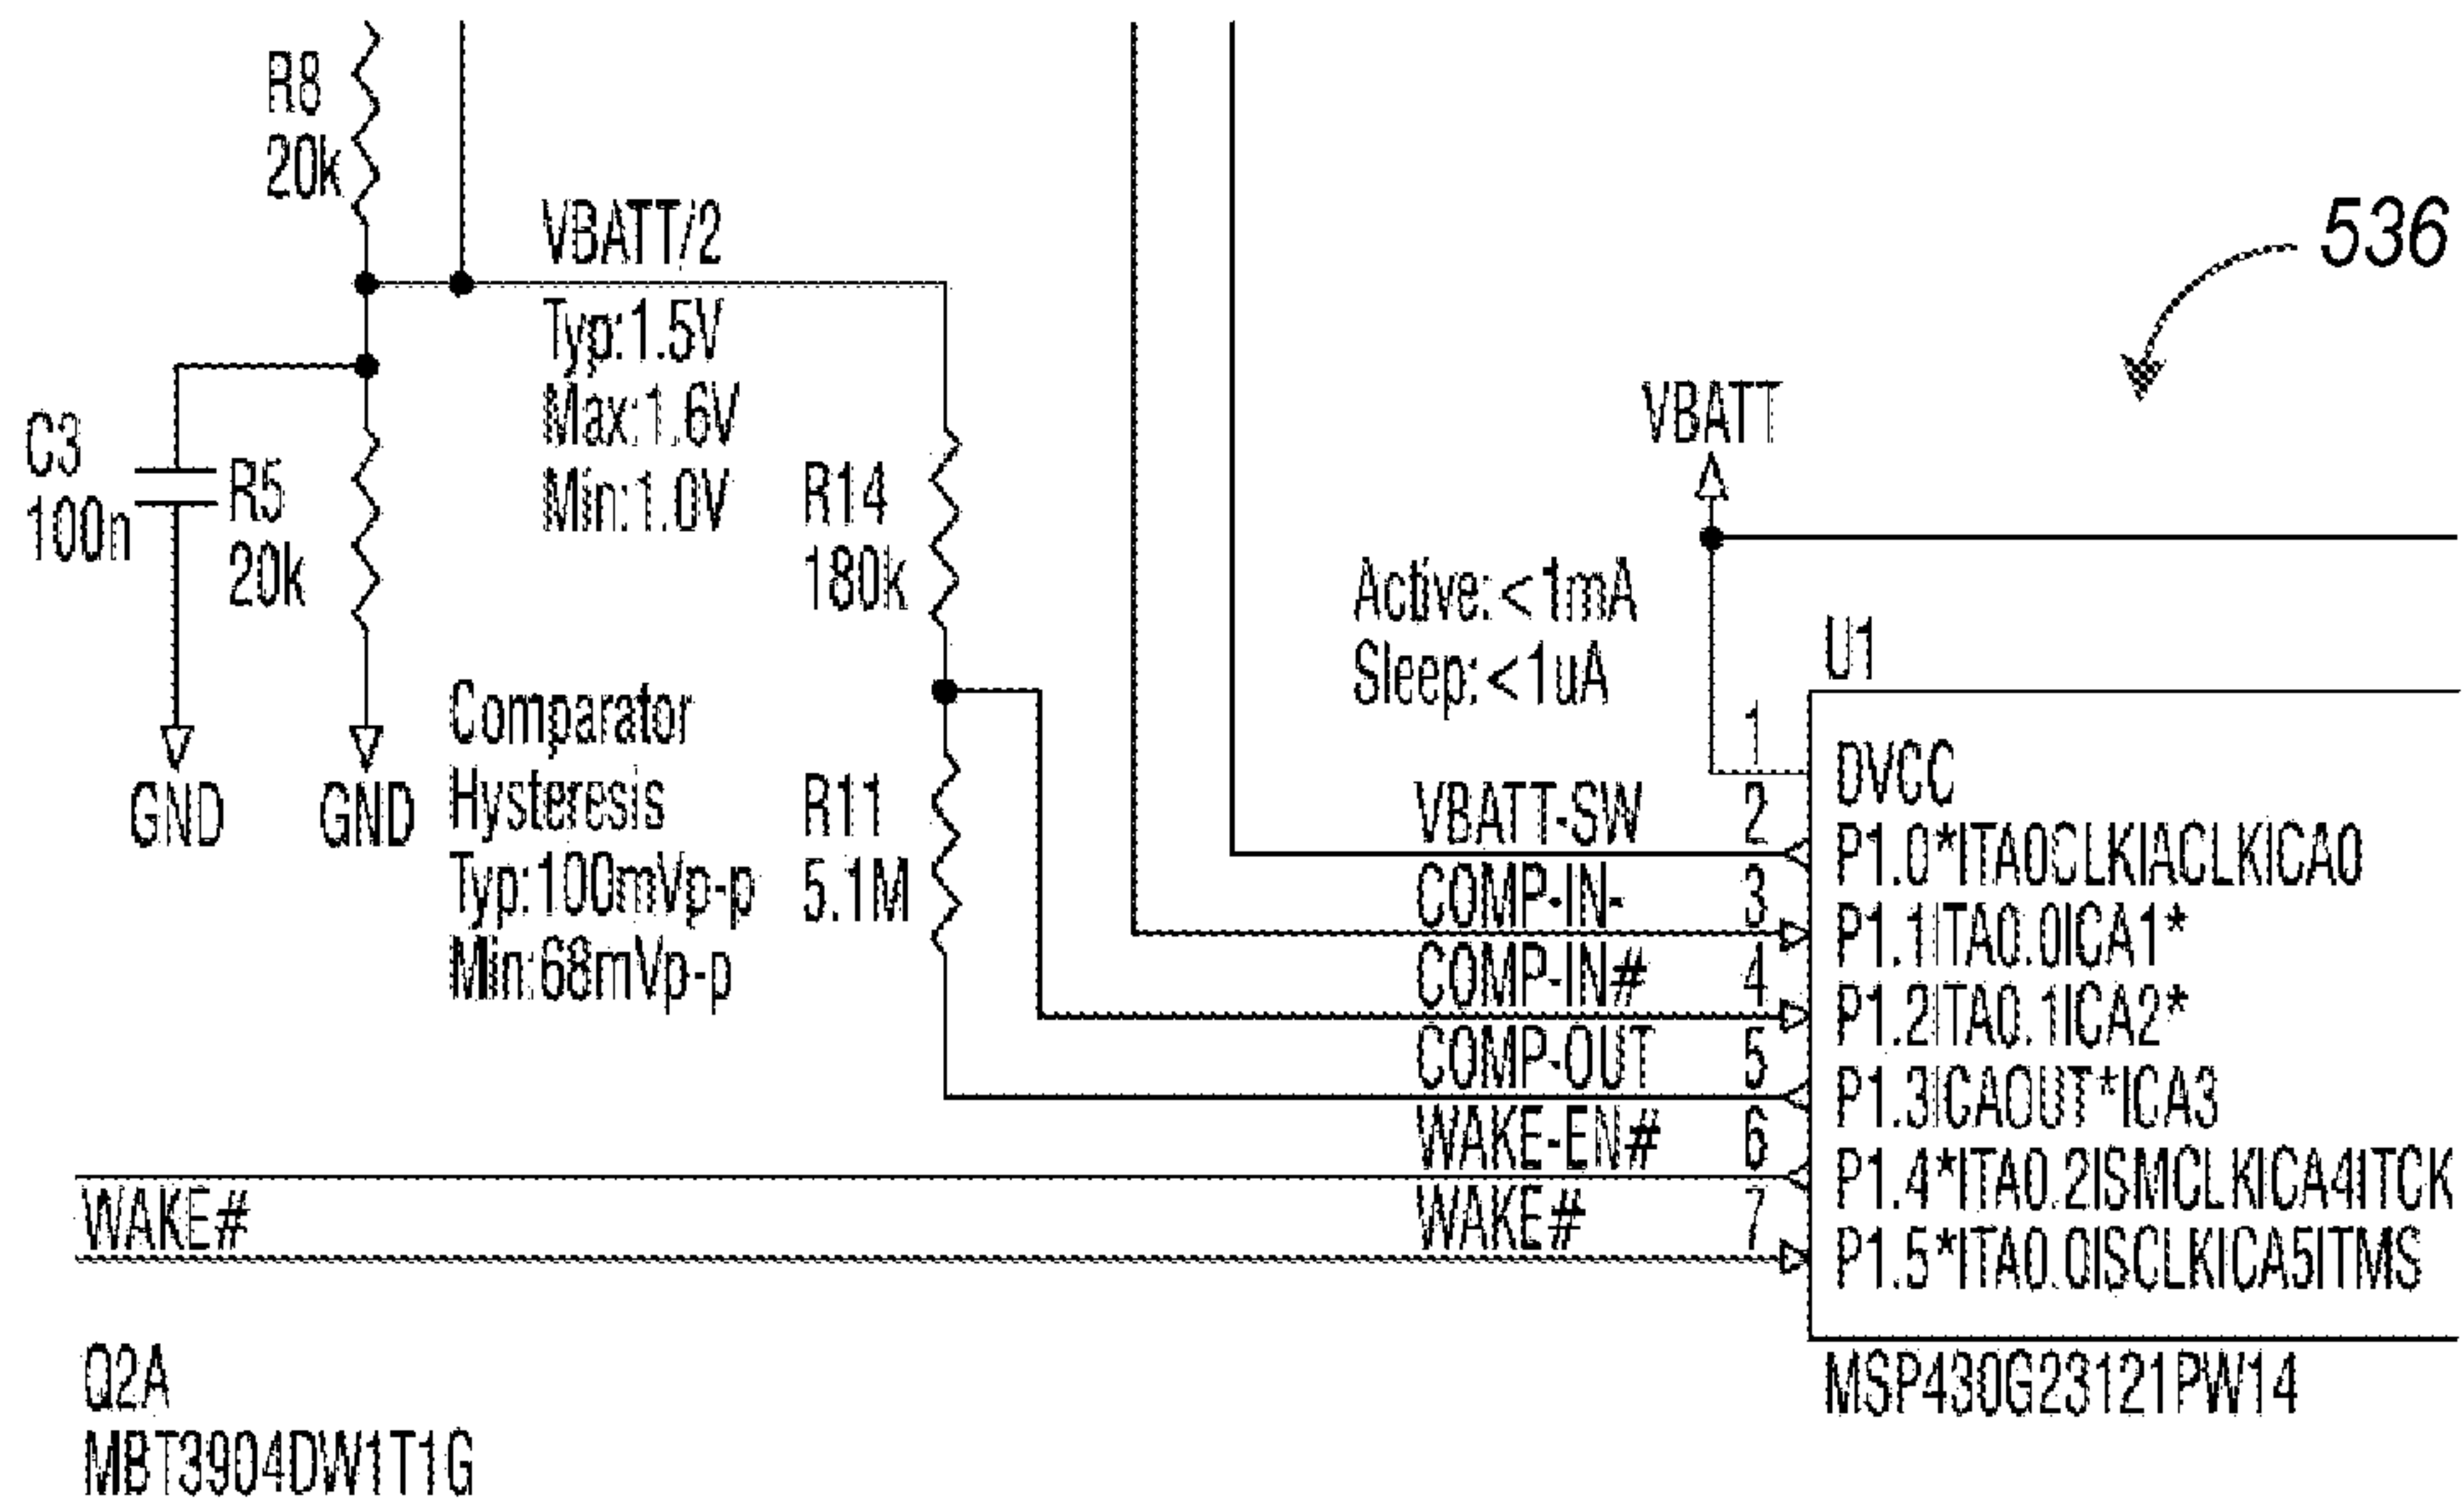 R8
20k
VBATT/2
Typ:1.5V
Max:1.6V
Min:1.0V
536
C3
100n
R5
20k
R14
180k
VBATT
Active:<1mA
Sleep:<1uA
U1
GND
GND
Comparator
Hysteresis
Typ:100mVp-p
Min:68mVp-p
R11
5.1M
1
DVCC
VBATT-SW 2
P1.0*ITA0CLKIACLKICA0
COMP-IN- 3
P1.1ITA0.0ICA1*
COMP-IN# 4
P1.2ITA0.1ICA2*
COMP-OUT 5
P1.3ICAOUT*ICA3
WAKE-EN# 6
P1.4*ITA0.2ISMCLKICA4ITCK
WAKE#
WAKE# 7
P1.5*ITA0.0ISCLKICA5ITMS
Q2A
MBT3904DW1T1G
MSP430G23121PW14